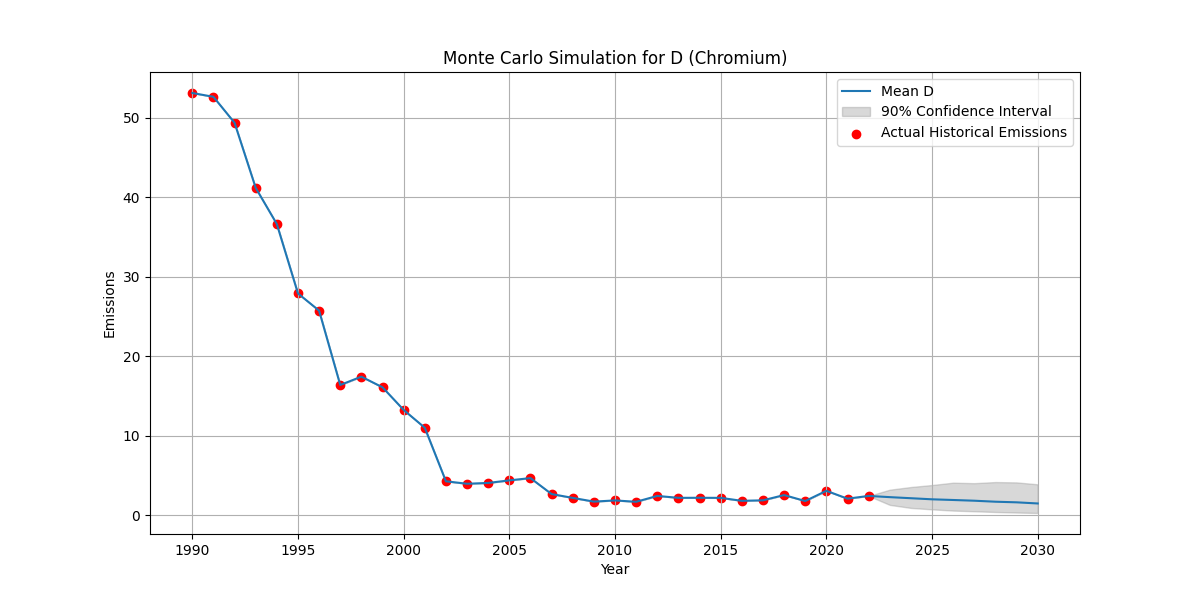 Monte Carlo Simulation for D (Chromium)
Mean D
90% Confidence Interval
Actual Historical Emissions
50
40
30
20
10
0
Emissions
1990 1995 2000 2005 2010 2015 2020 2025 2030
Year